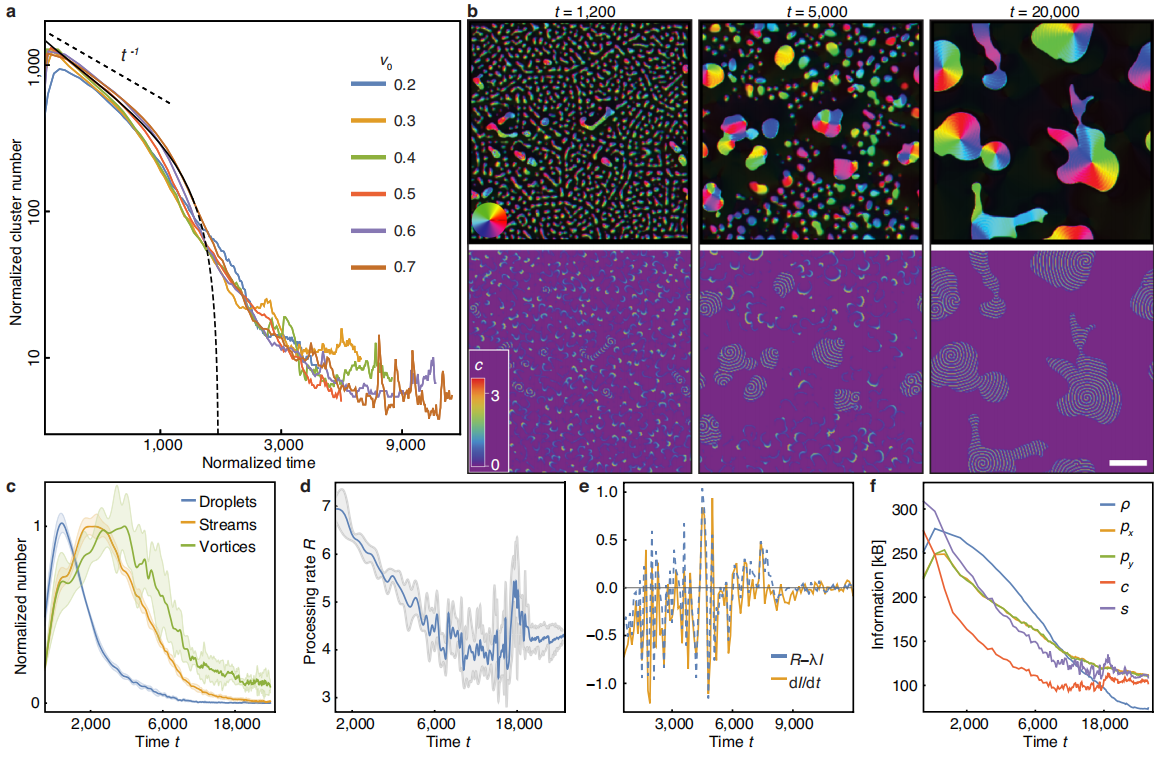 a
Normalized cluster number
1,000
100
10
t⁻¹
v₀
0.2
0.3
0.4
0.5
0.6
0.7
1,000 3,000 9,000
Normalized time
b
t = 1,200 t = 5,000 t = 20,000
c
3
0
c
Normalized number
1
0
Droplets
Streams
Vortices
2,000 6,000 18,000
Time t
d
Processing rate R
7
6
5
4
3
2,000 6,000 18,000
Time t
e
1.0
0.5
0.0
−0.5
−1.0
R−λI
dI/dt
3,000 6,000 9,000
Time t
f
Information [kB]
300
250
200
150
100
ρ
pₓ
p_y
c
s
2,000 6,000 18,000
Time t